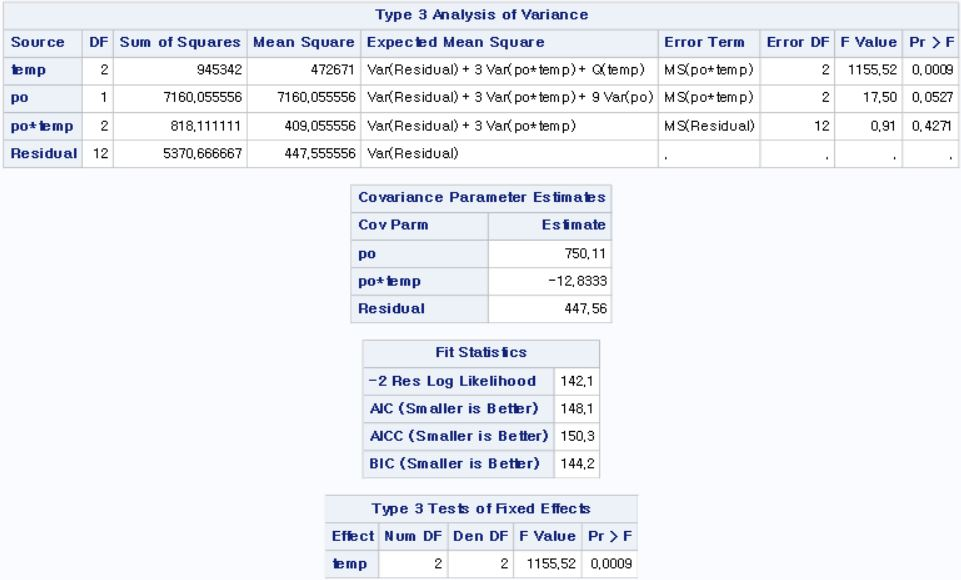 Type 3 Analysis of Variance
Source DF Sum of Squares Mean Square Expected Mean Square Error Term Error DF F Value Pr > F
temp 2 945342 472671 Var(Residual) + 3 Var(po*temp) + Q(temp) MS(po*temp) 2 1155,52 0,0009
po 1 7160,055556 7160,055556 Var(Residual) + 3 Var(po*temp) + 9 Var(po) MS(po*temp) 2 17,50 0,0527
po*temp 2 818,111111 409,055556 Var(Residual) + 3 Var(po*temp) MS(Residual) 12 0,91 0,4271
Residual 12 5370,666667 447,555556 Var(Residual) . . . .
Covariance Parameter Estimates
Cov Parm Estimate
po 750,11
po*temp -12,8333
Residual 447,56
Fit Statistics
-2 Res Log Likelihood 142,1
AIC (Smaller is Better) 148,1
AICC (Smaller is Better) 150,3
BIC (Smaller is Better) 144,2
Type 3 Tests of Fixed Effects
Effect Num DF Den DF F Value Pr > F
temp 2 2 1155,52 0,0009